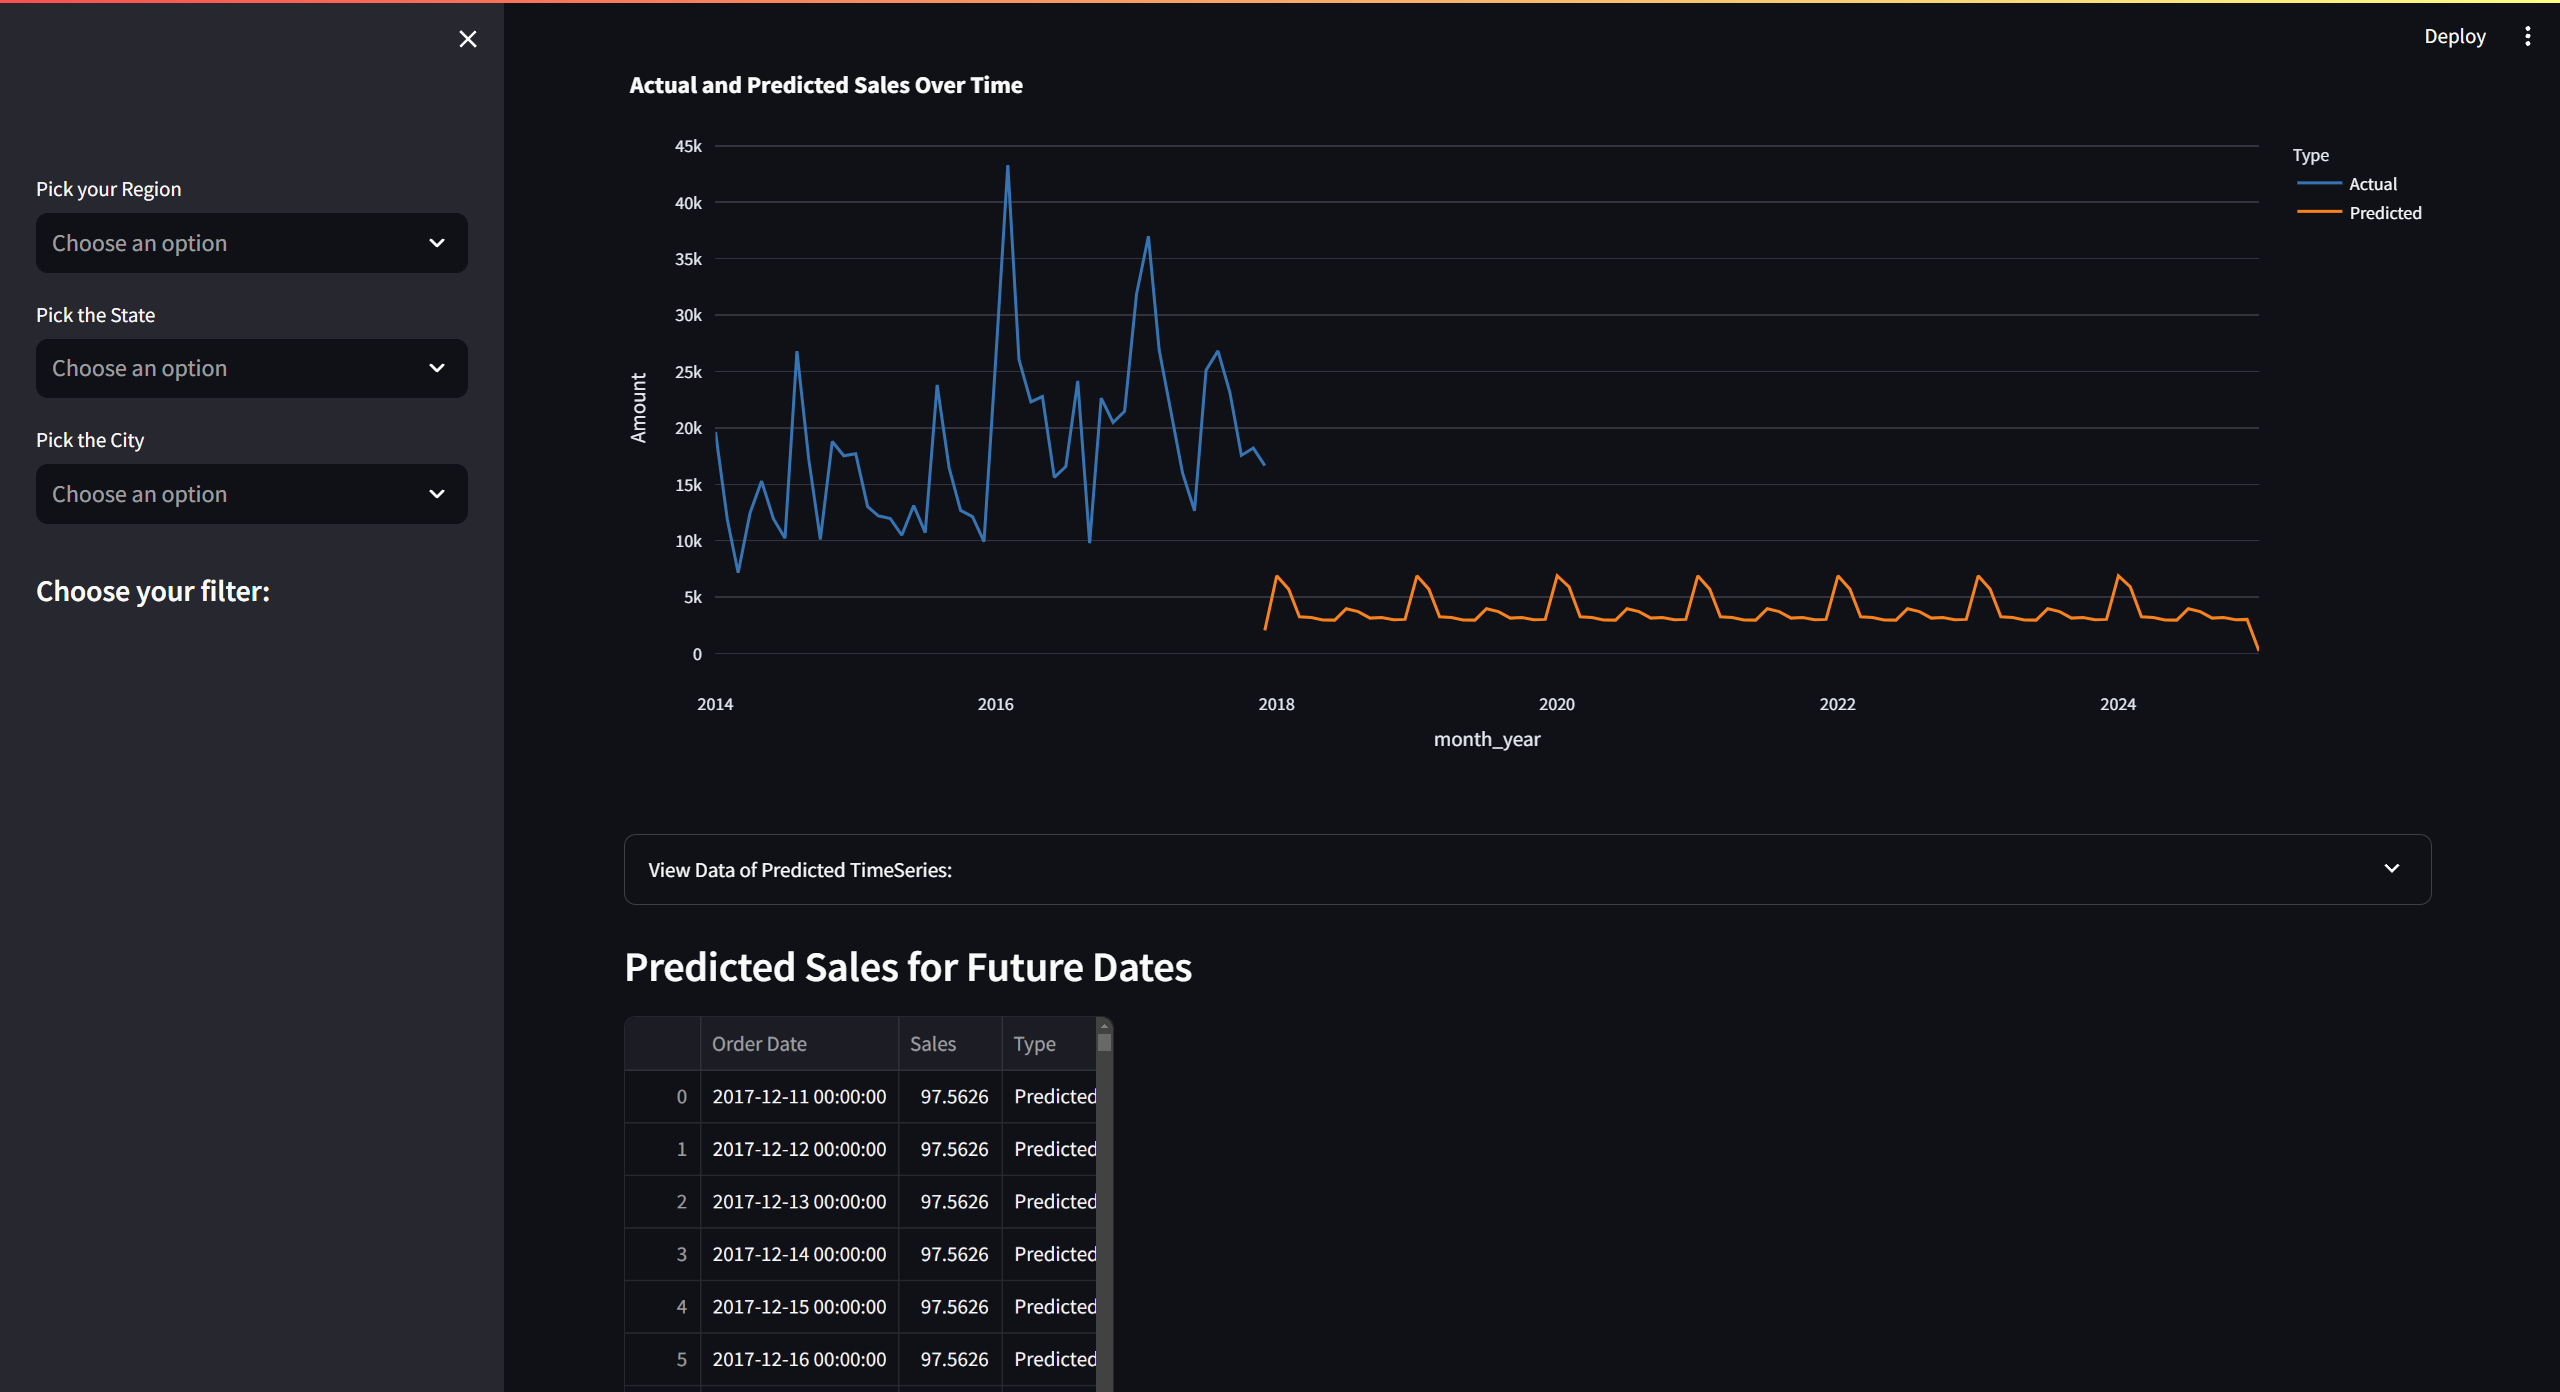 Deploy
Pick your Region
Choose an option
Pick the State
Choose an option
Pick the City
Choose an option
Choose your filter:
Actual and Predicted Sales Over Time
45k
40k
35k
30k
25k
20k
15k
10k
5k
0
Amount
2014 2016 2018 2020 2022 2024
month_year
Type
Actual
Predicted
View Data of Predicted TimeSeries:
Predicted Sales for Future Dates
Order Date Sales Type
0 2017-12-11 00:00:00 97.5626 Predicted
1 2017-12-12 00:00:00 97.5626 Predicted
2 2017-12-13 00:00:00 97.5626 Predicted
3 2017-12-14 00:00:00 97.5626 Predicted
4 2017-12-15 00:00:00 97.5626 Predicted
5 2017-12-16 00:00:00 97.5626 Predicted